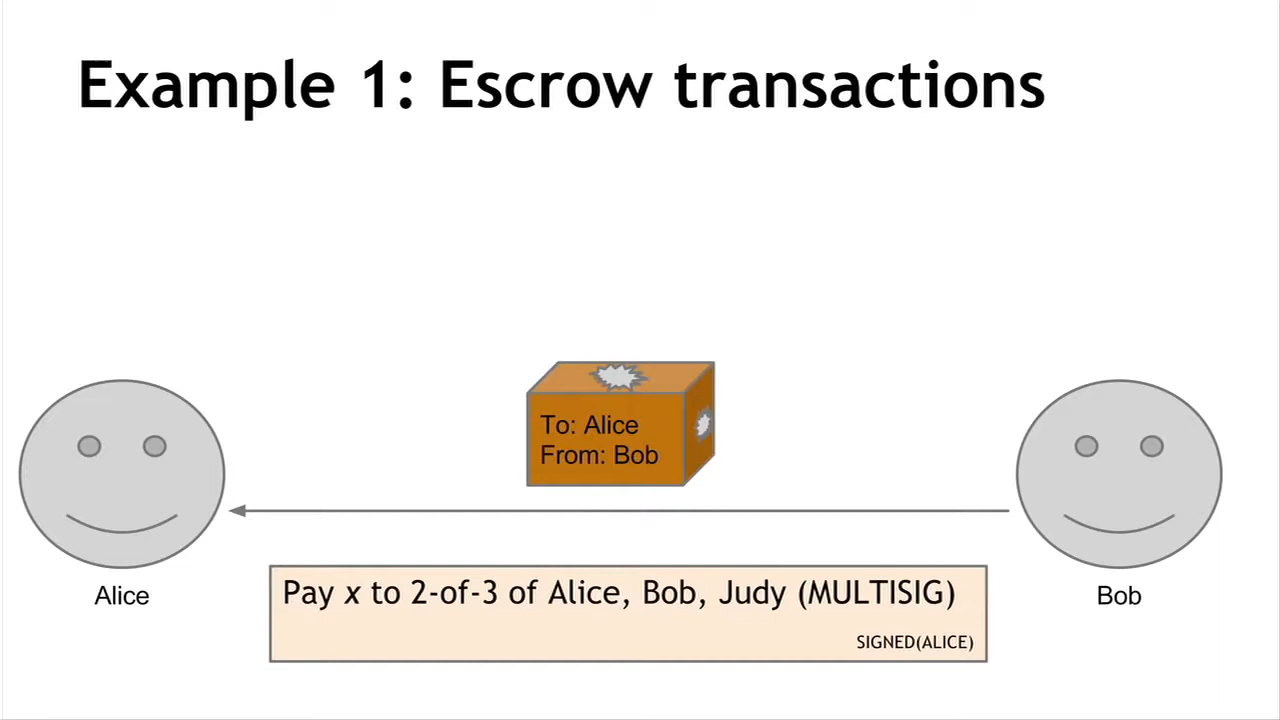 Example 1: Escrow transactions
To: Alice
From: Bob
Alice
Bob
Pay x to 2-of-3 of Alice, Bob, Judy (MULTISIG)
SIGNED(ALICE)